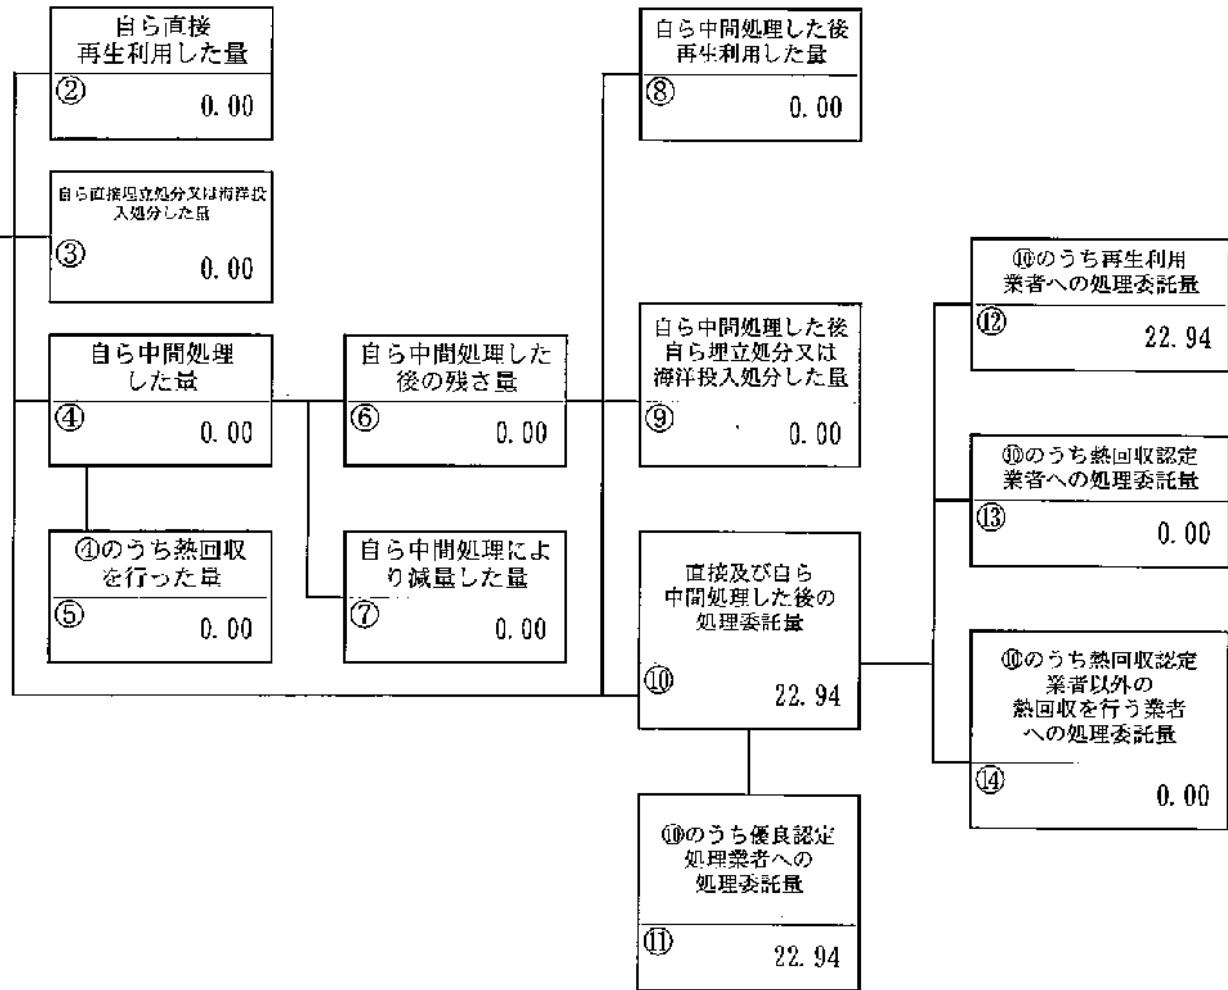 自ら直接
再生利用した量
②
0.00
自ら直接埋立処分又は海洋投
入処分した量
③
0.00
自ら中間処理
した量
④
0.00
④のうち熱回収
を行った量
⑤
0.00
自ら中間処理した
後の残さ量
⑥
0.00
自ら中間処理によ
り減量した量
⑦
0.00
自ら中間処理した後
再生利用した量
⑧
0.00
自ら中間処理した後
自ら埋立処分又は
海洋投入処分した量
⑨
0.00
直接及び自ら
中間処理した後の
処理委託量
⑩
22.94
⑩のうち優良認定
処理業者への
処理委託量
⑪
22.94
⑩のうち再生利用
業者への処理委託量
⑫
22.94
⑩のうち熱回収認定
業者への処理委託量
⑬
0.00
⑩のうち熱回収認定
業者以外の
熱回収を行う業者
への処理委託量
⑭
0.00